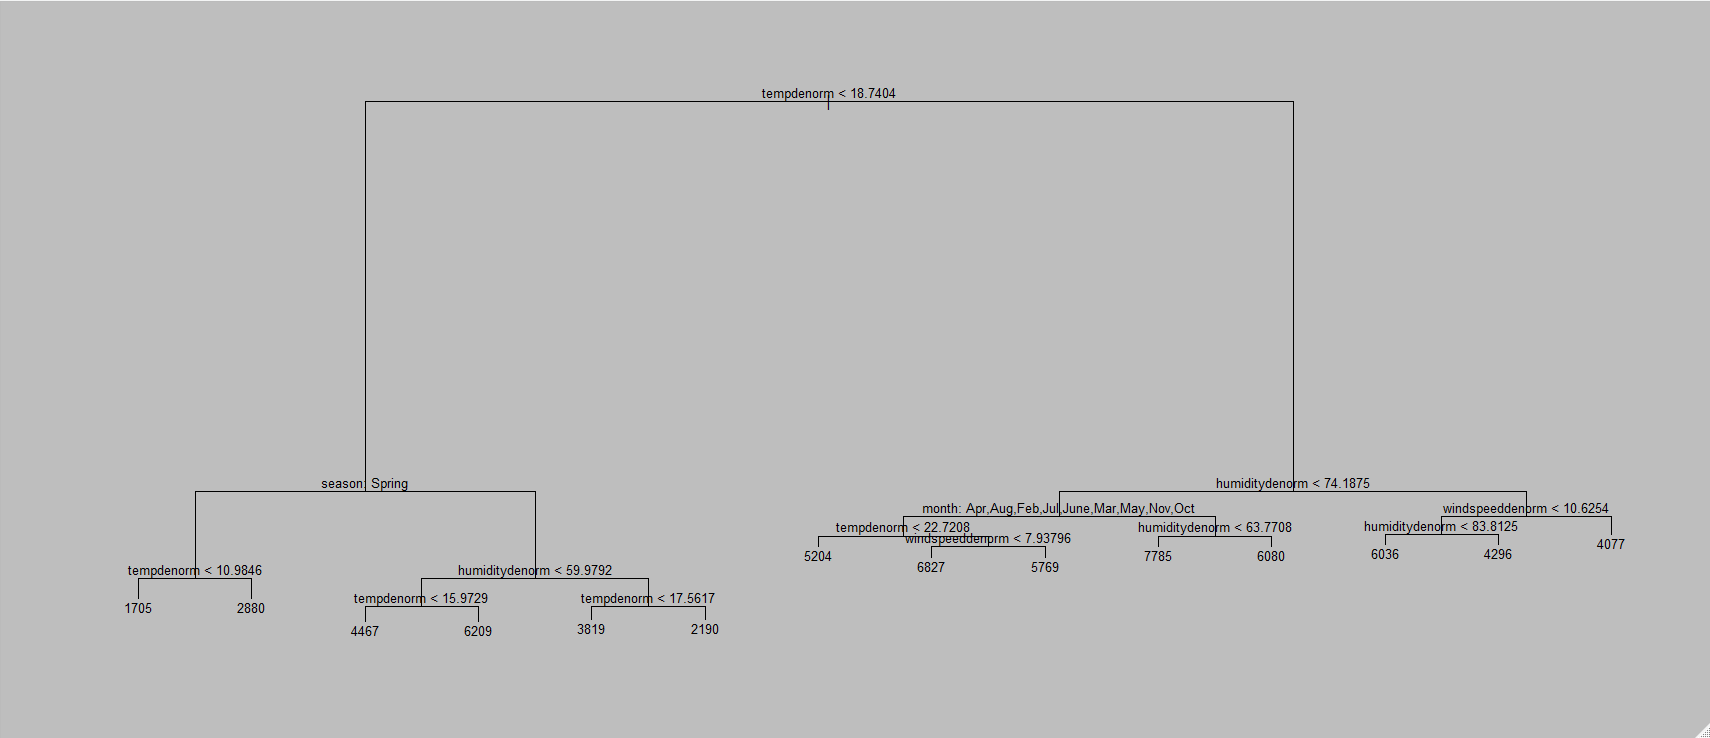 tempdenorm < 18.7404
season: Spring
humiditydenorm < 74.1875
month: Apr,Aug,Feb,Jul,June,Mar,May,Nov,Oct
windspeeddenorm < 10.6254
tempdenorm < 22.7208
humiditydenorm < 63.7708
humiditydenorm < 83.8125
windspeeddenorm < 7.93796
5204
7785
6080
6036
4296
4077
6827
5769
tempdenorm < 10.9846
humiditydenorm < 59.9792
tempdenorm < 15.9729
tempdenorm < 17.5617
1705
2880
4467
6209
3819
2190